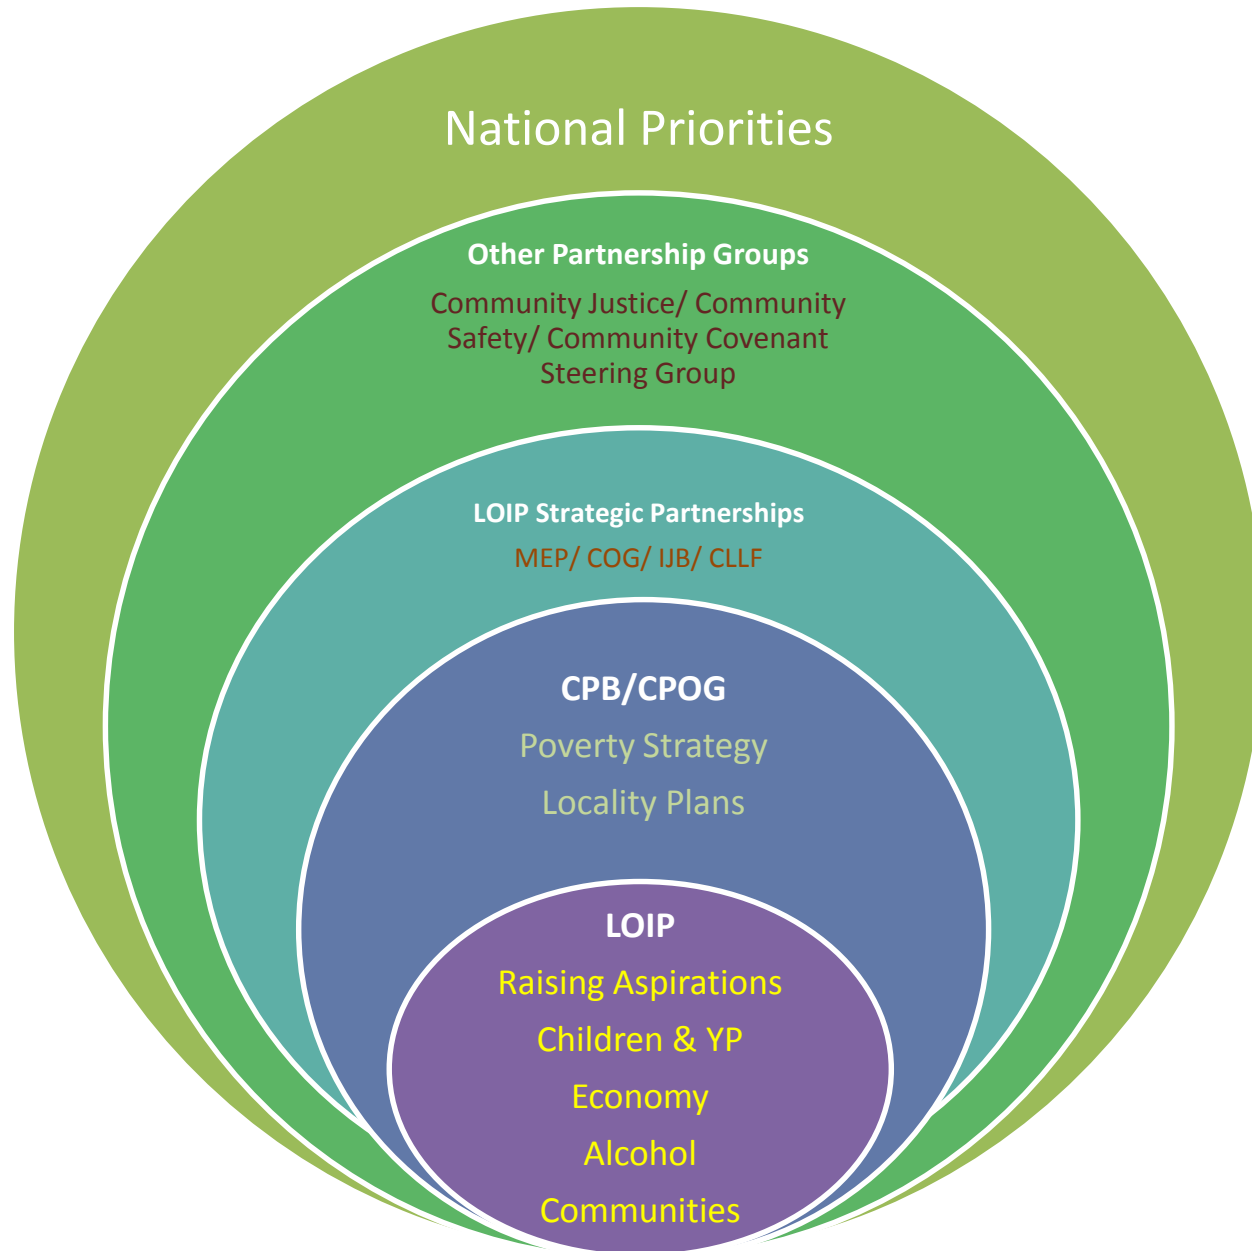 National Priorities
Other Partnership Groups
Community Justice/ Community
Safety/ Community Covenant
Steering Group
LOIP Strategic Partnerships
MEP/ COG/ IJB/ CLLF
CPB/CPOG
Poverty Strategy
Locality Plans
LOIP
Raising Aspirations
Children & YP
Economy
Alcohol
Communities